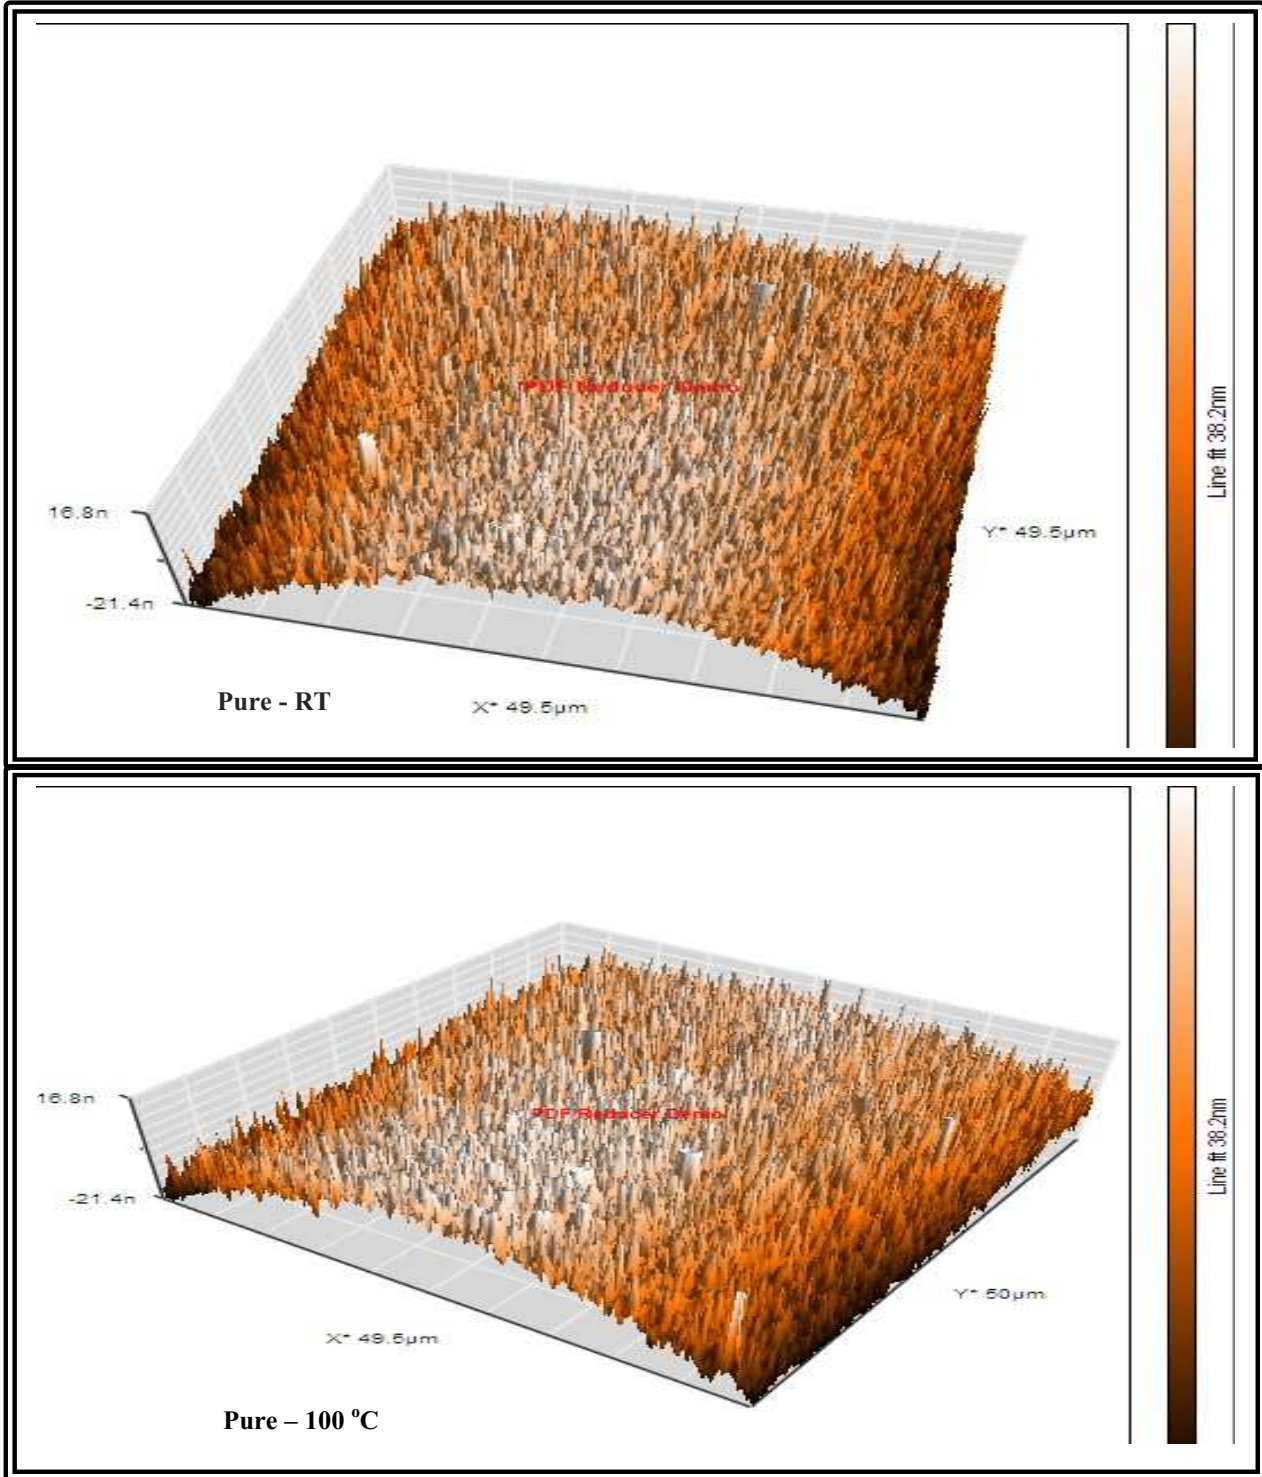 PDF Reducer Demo
16.8n
-21.4n
Y* 49.5µm
X* 49.5µm
Pure - RT
Line fit 38.2nm
PDF Reducer Demo
16.8n
-21.4n
Y* 50µm
X* 49.5µm
Pure – 100 °C
Line fit 38.2nm